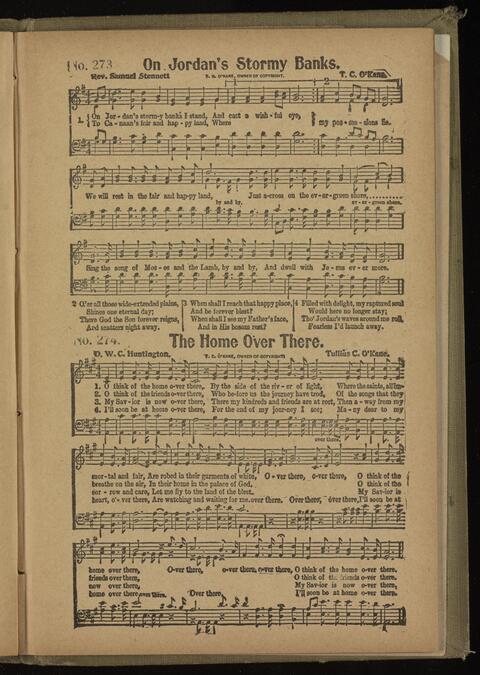 No. 273
On Jordan's Stormy Banks.
Rev. Samuel Stennett
T. C. O'KANE, OWNER OF COPYRIGHT.
T. C. O'Kane.
1. On Jor- dan's storm-y banks I stand, And cast a wish-ful eye,
To Ca- naan's fair and hap-py land, Where my pos-ses-sions lie.
We will rest in the fair and hap-py land, Just a-cross on the ev-er-green shore,
by and by, ev-er-green shore.
Sing the song of Mos-es and the Lamb, by and by, And dwell with Je-sus ev-er more.
2 O'er all those wide-extended plains,
Shines one eternal day;
There God the Son forever reigns,
And scatters night away.
3 When shall I reach that happy place,
And be forever blest!
When shall I see my Father's face,
And in His bosom rest?
4 Filled with delight, my raptured soul
Would here no longer stay;
Tho' Jordan's waves around me roll,
Fearless I'd launch away.
No. 274.
The Home Over There.
D. W. C. Huntington.
T. C. O'KANE, OWNER OF COPYRIGHT
Tullius C. O'Kane.
1. O think of the home over there, By the side of the riv-er of light, Where the saints, all im-
2. O think of the friends over there, Who before us the journey have trod, Of the songs that they
3. My Sav-ior is now o-ver there, There my kindreds and friends are at rest, Then a-way from my
4. I'll soon be at home over there, For the end of my jour-ney I see; Ma-ny dear to my
over there,
mor-tal and fair, Are robed in their garments of white, O-ver there, o-ver there, O think of the
breathe on the air, In their home in the palace of God, O think of the
sor-row and care, Let me fly to the land of the blest, My Sav-ior is
heart, o'-ver there, Are watching and waiting for me. Over there, Over there, over there, I'll soon be at
home over there, O-ver there, o-ver there, over there, O think of the home over there,
friends over there, O think of the friends over there,
now over there, My Sav-ior is now over there,
home over there. 'Over there, I'll soon be at home over there.